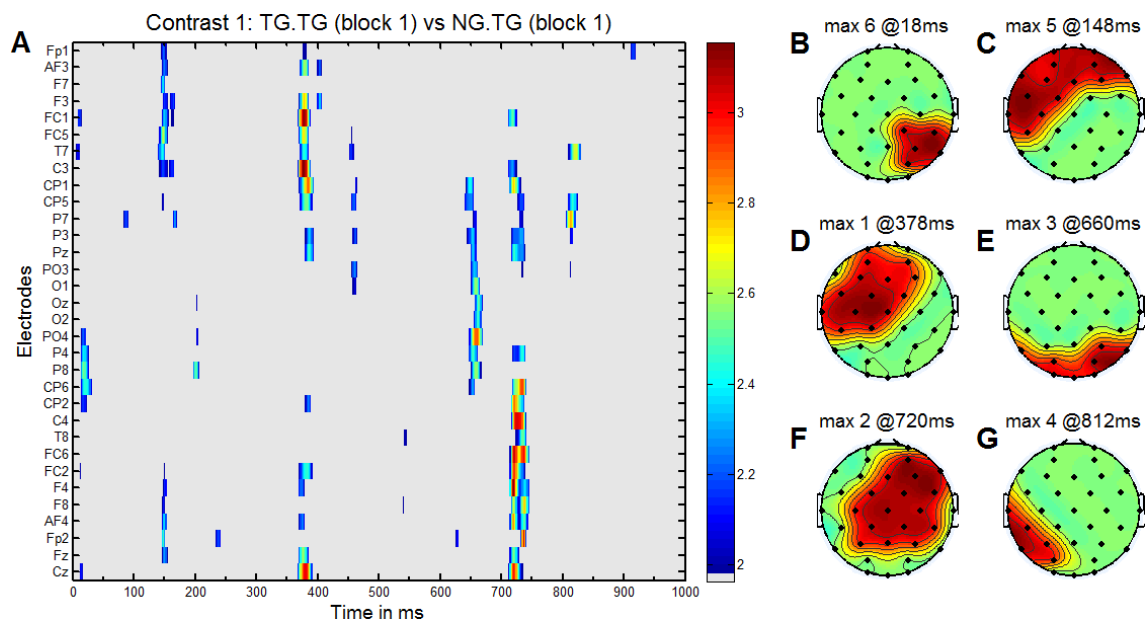 Contrast 1: TG.TG (block 1) vs NG.TG (block 1)
A
Electrodes
Fp1
AF3
F7
F3
FC1
FC5
T7
C3
CP1
CP5
P7
P3
Pz
PO3
O1
Oz
O2
PO4
P4
P8
CP6
CP2
C4
T8
FC6
FC2
F4
F8
AF4
Fp2
Fz
Cz
0 100 200 300 400 500 600 700 800 900 1000
Time in ms
3
2.8
2.6
2.4
2.2
2
B max 6 @18ms
C max 5 @148ms
D max 1 @378ms
E max 3 @660ms
F max 2 @720ms
G max 4 @812ms